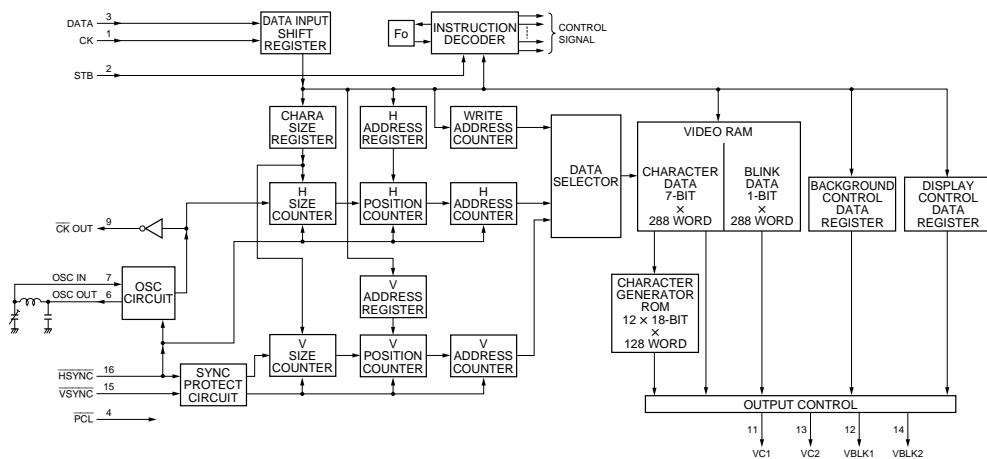 DATA 3
CK 1
STB 2
DATA INPUT
SHIFT
REGISTER
Fo
INSTRUCTION
DECODER
CONTROL
SIGNAL
CHARA
SIZE
REGISTER
H
ADDRESS
REGISTER
WRITE
ADDRESS
COUNTER
DATA
SELECTOR
VIDEO RAM
CHARACTER
DATA
7-BIT
×
288 WORD
BLINK
DATA
1-BIT
×
288 WORD
BACKGROUND
CONTROL
DATA
REGISTER
DISPLAY
CONTROL
DATA
REGISTER
H
SIZE
COUNTER
H
POSITION
COUNTER
H
ADDRESS
COUNTER
CK OUT 9
OSC IN 7
OSC OUT 6
OSC
CIRCUIT
V
ADDRESS
REGISTER
CHARACTER
GENERATOR
ROM
12 × 18-BIT
×
128 WORD
V
SIZE
COUNTER
V
POSITION
COUNTER
V
ADDRESS
COUNTER
HSYNC 16
VSYNC 15
SYNC
PROTECT
CIRCUIT
PCL 4
OUTPUT CONTROL
11 13 12 14
VC1 VC2 VBLK1 VBLK2